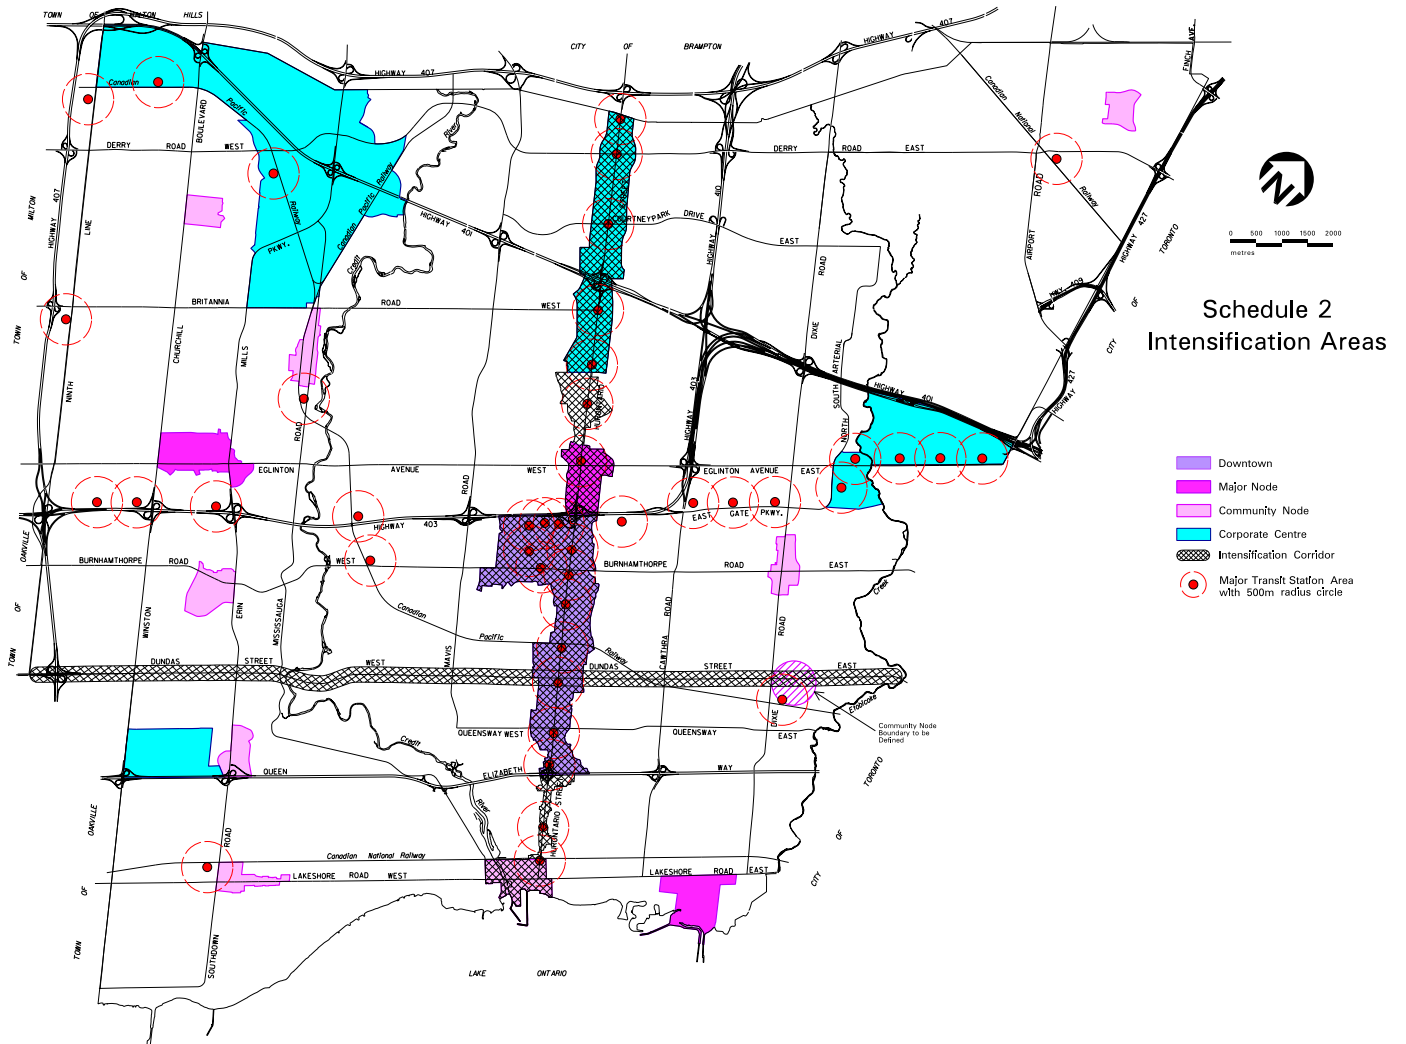 TOWN OF HALTON HILLS
CITY OF BRAMPTON
HIGHWAY 407
HIGHWAY 407
HIGHWAY 407
FINCH AVE.
Canadian Pacific Railway
Canadian National Railway
BOULEVARD
River
DERRY ROAD WEST
DERRY ROAD EAST
HIGHWAY 407
MILTON
LINE
Canadian Pacific Railway
HIGHWAY 401
410
ROAD
COURTNEYPARK DRIVE
EAST
HIGHWAY
HIGHWAY 427
TORONTO
PKWY.
Credit
ROAD
AIRPORT
HWY. 409
OF
OF
BRITANNIA ROAD WEST
TOWN
CHURCHILL
MILLS
DIXIE
SOUTH ARTERIAL
CITY
427
HIGHWAY
HIGHWAY 401
NINTH
403
HIGHWAY
HURONTARIO
NORTH
ROAD
ROAD
EGLINTON AVENUE WEST
EGLINTON AVENUE EAST
HIGHWAY 403
EAST GATE PKWY.
OAKVILLE
BURNHAMTHORPE ROAD WEST
BURNHAMTHORPE ROAD EAST
Creek
OF
WINSTON
ERIN
MISSISSAUGA
Canadian Pacific Railway
MAVIS
CAWTHRA ROAD
ROAD
TOWN
DUNDAS STREET WEST
DUNDAS STREET EAST
DIXIE
Etobicoke
Community Node
Boundary to be
Defined
QUEENSWAY WEST
QUEENSWAY EAST
Credit
River
QUEEN ELIZABETH WAY
TORONTO
HURONTARIO STREET
OAKVILLE
ROAD
OF
Canadian National Railway
LAKESHORE ROAD WEST
LAKESHORE ROAD EAST
CITY
OF
TOWN
SOUTHDOWN
LAKE ONTARIO
0 500 1000 1500 2000
metres
Schedule 2
Intensification Areas
Downtown
Major Node
Community Node
Corporate Centre
Intensification Corridor
Major Transit Station Area
with 500m radius circle